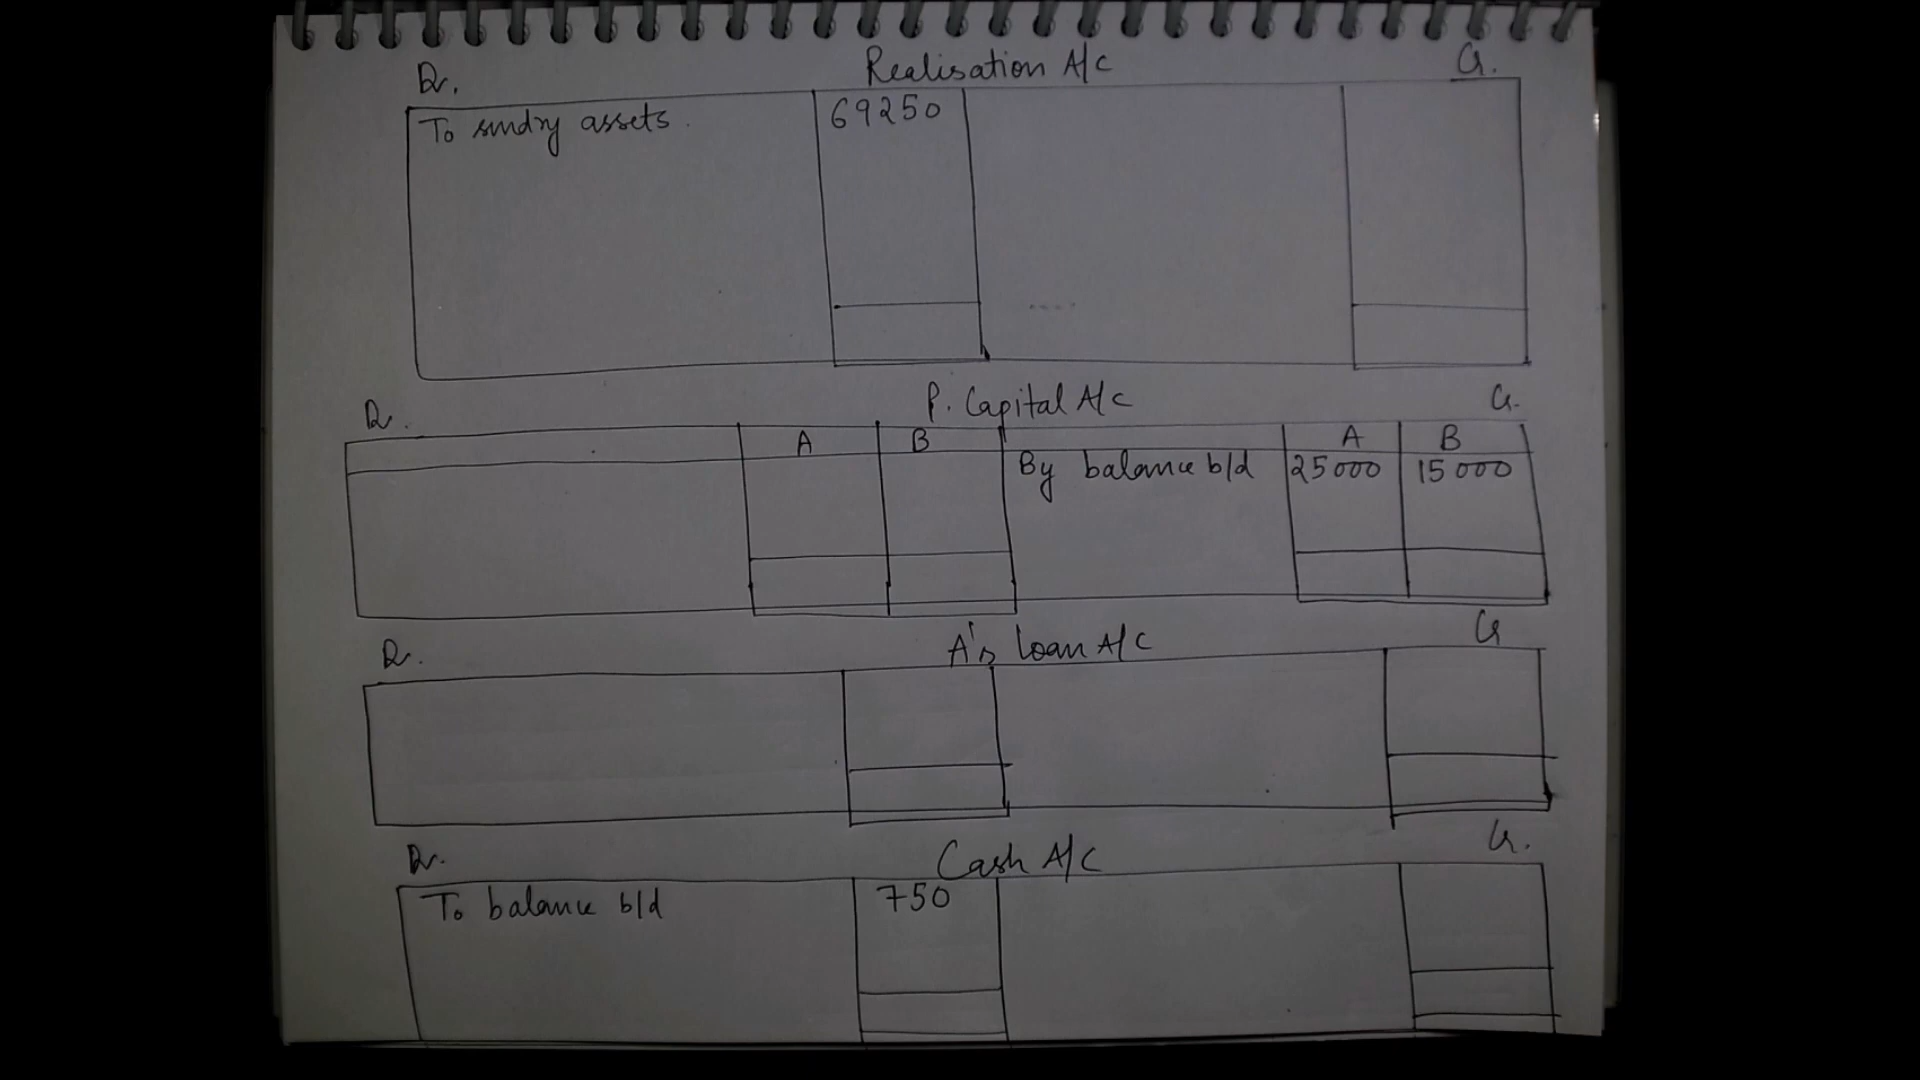 Dr. Realisation A/C Cr.
To sundry assets. 69250
Dr. P. Capital A/C Cr.
A B A B
By balance b/d 25000 15000
Dr. A's loan A/C Cr
Dr. Cash A/C Cr.
To balance b/d 750